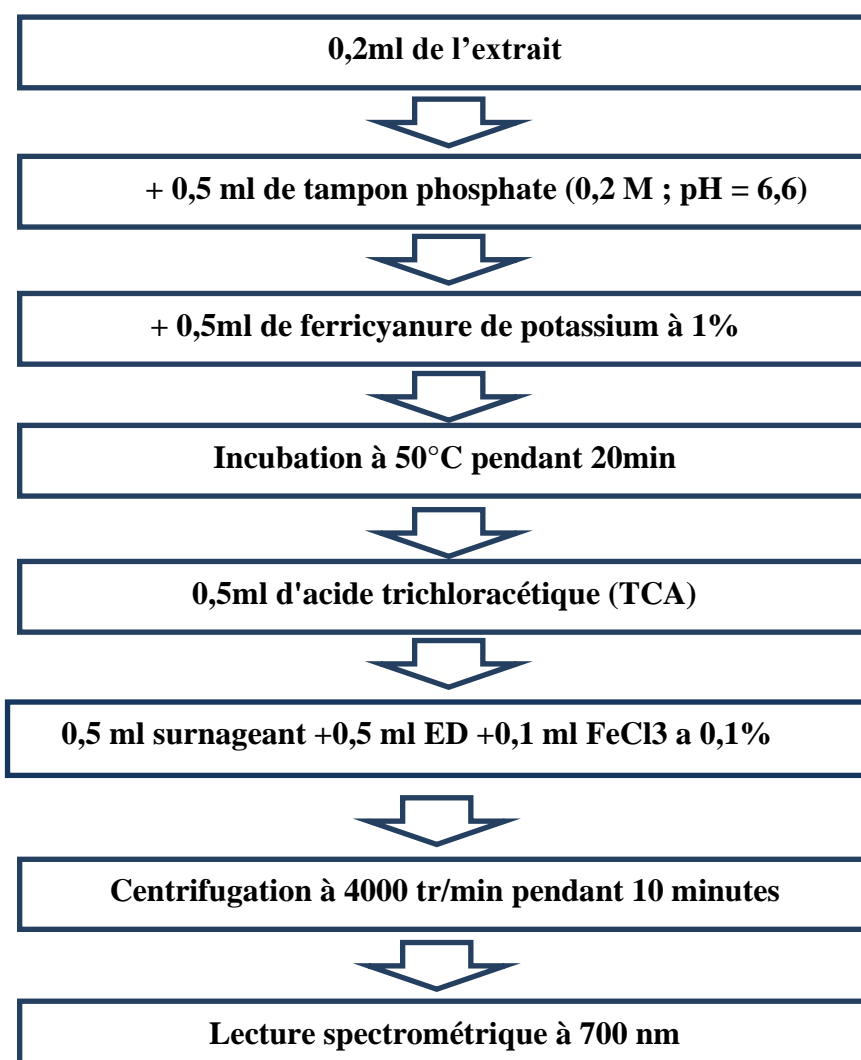 0,2ml de l’extrait
+ 0,5 ml de tampon phosphate (0,2 M ; pH = 6,6)
+ 0,5ml de ferricyanure de potassium à 1%
Incubation à 50°C pendant 20min
0,5ml d'acide trichloracétique (TCA)
0,5 ml surnageant +0,5 ml ED +0,1 ml FeCl3 a 0,1%
Centrifugation à 4000 tr/min pendant 10 minutes
Lecture spectrométrique à 700 nm